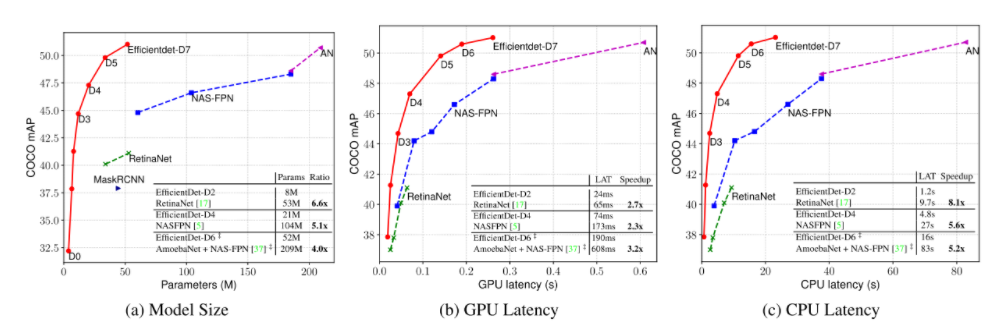 COCO mAP
50.0
47.5
45.0
42.5
40.0
37.5
35.0
32.5
0
50
100
150
200
Parameters (M)
Efficientdet-D7
D5
D4
D3
D0
AN
NAS-FPN
RetinaNet
MaskRCNN
Params Ratio
EfficientDet-D2 8M
RetinaNet [17] 53M 6.6x
EfficientDet-D4 21M
NASFPN [5] 104M 5.1x
EfficientDet-D6 ‡ 52M
AmoebaNet + NAS-FPN [37] ‡ 209M 4.0x
(a) Model Size
COCO mAP
50
48
46
44
42
40
38
0.0
0.1
0.2
0.3
0.4
0.5
0.6
GPU latency (s)
Efficientdet-D7
D6
D5
D4
D3
AN
NAS-FPN
RetinaNet
LAT Speedup
EfficientDet-D2 24ms
RetinaNet [17] 65ms 2.7x
EfficientDet-D4 74ms
NASFPN [5] 173ms 2.3x
EfficientDet-D6 ‡ 190ms
AmoebaNet + NAS-FPN [37] ‡ 608ms 3.2x
(b) GPU Latency
COCO mAP
50
48
46
44
42
40
38
0
20
40
60
80
CPU latency (s)
Efficientdet-D7
D6
D5
D4
D3
AN
NAS-FPN
RetinaNet
LAT Speedup
EfficientDet-D2 1.2s
RetinaNet [17] 9.7s 8.1x
EfficientDet-D4 4.8s
NASFPN [5] 27s 5.6x
EfficientDet-D6 ‡ 16s
AmoebaNet + NAS-FPN [37] ‡ 83s 5.2x
(c) CPU Latency